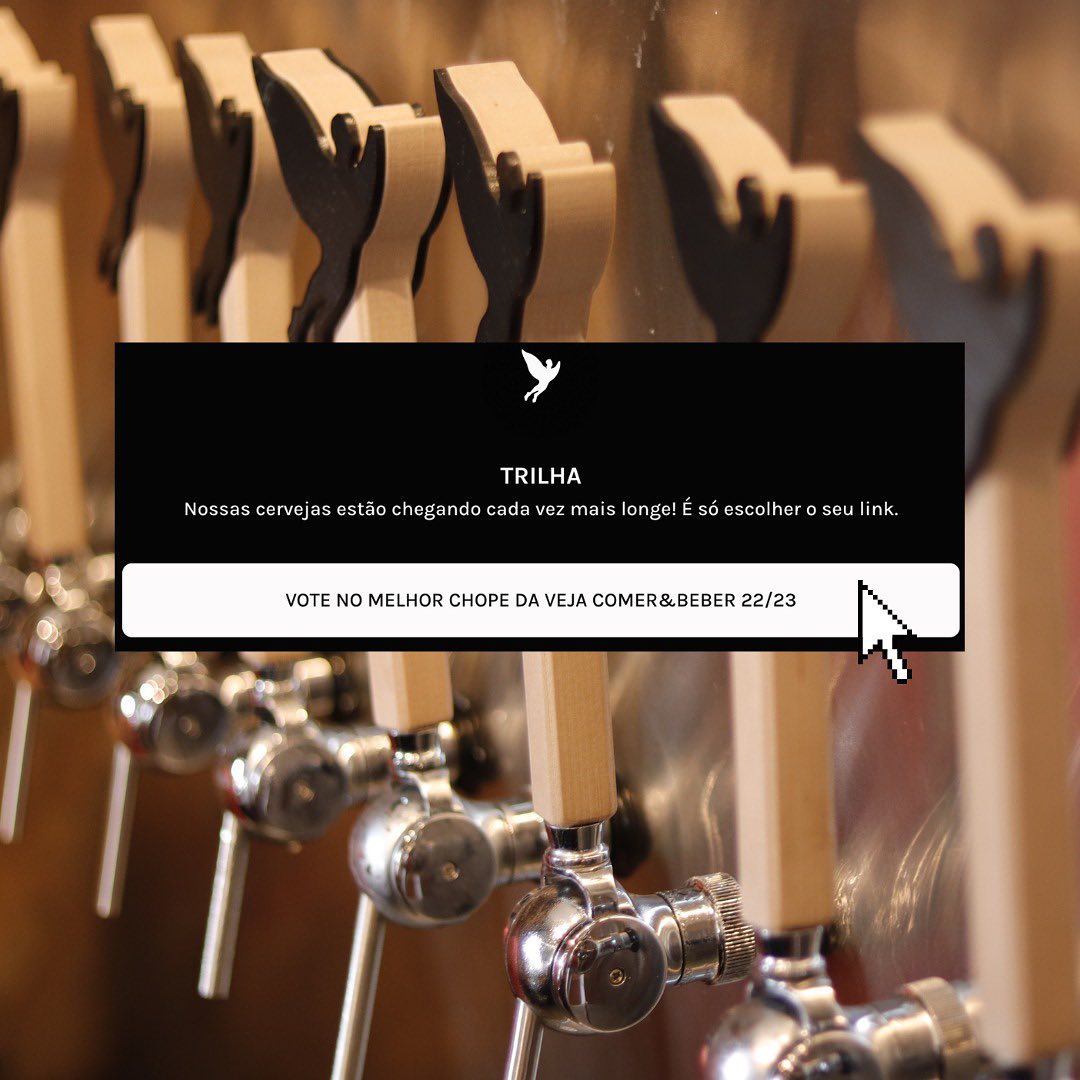 TRILHA
Nossas cervejas estão chegando cada vez mais longe! É só escolher o seu link.
VOTE NO MELHOR CHOPE DA VEJA COMER&BEBER 22/23